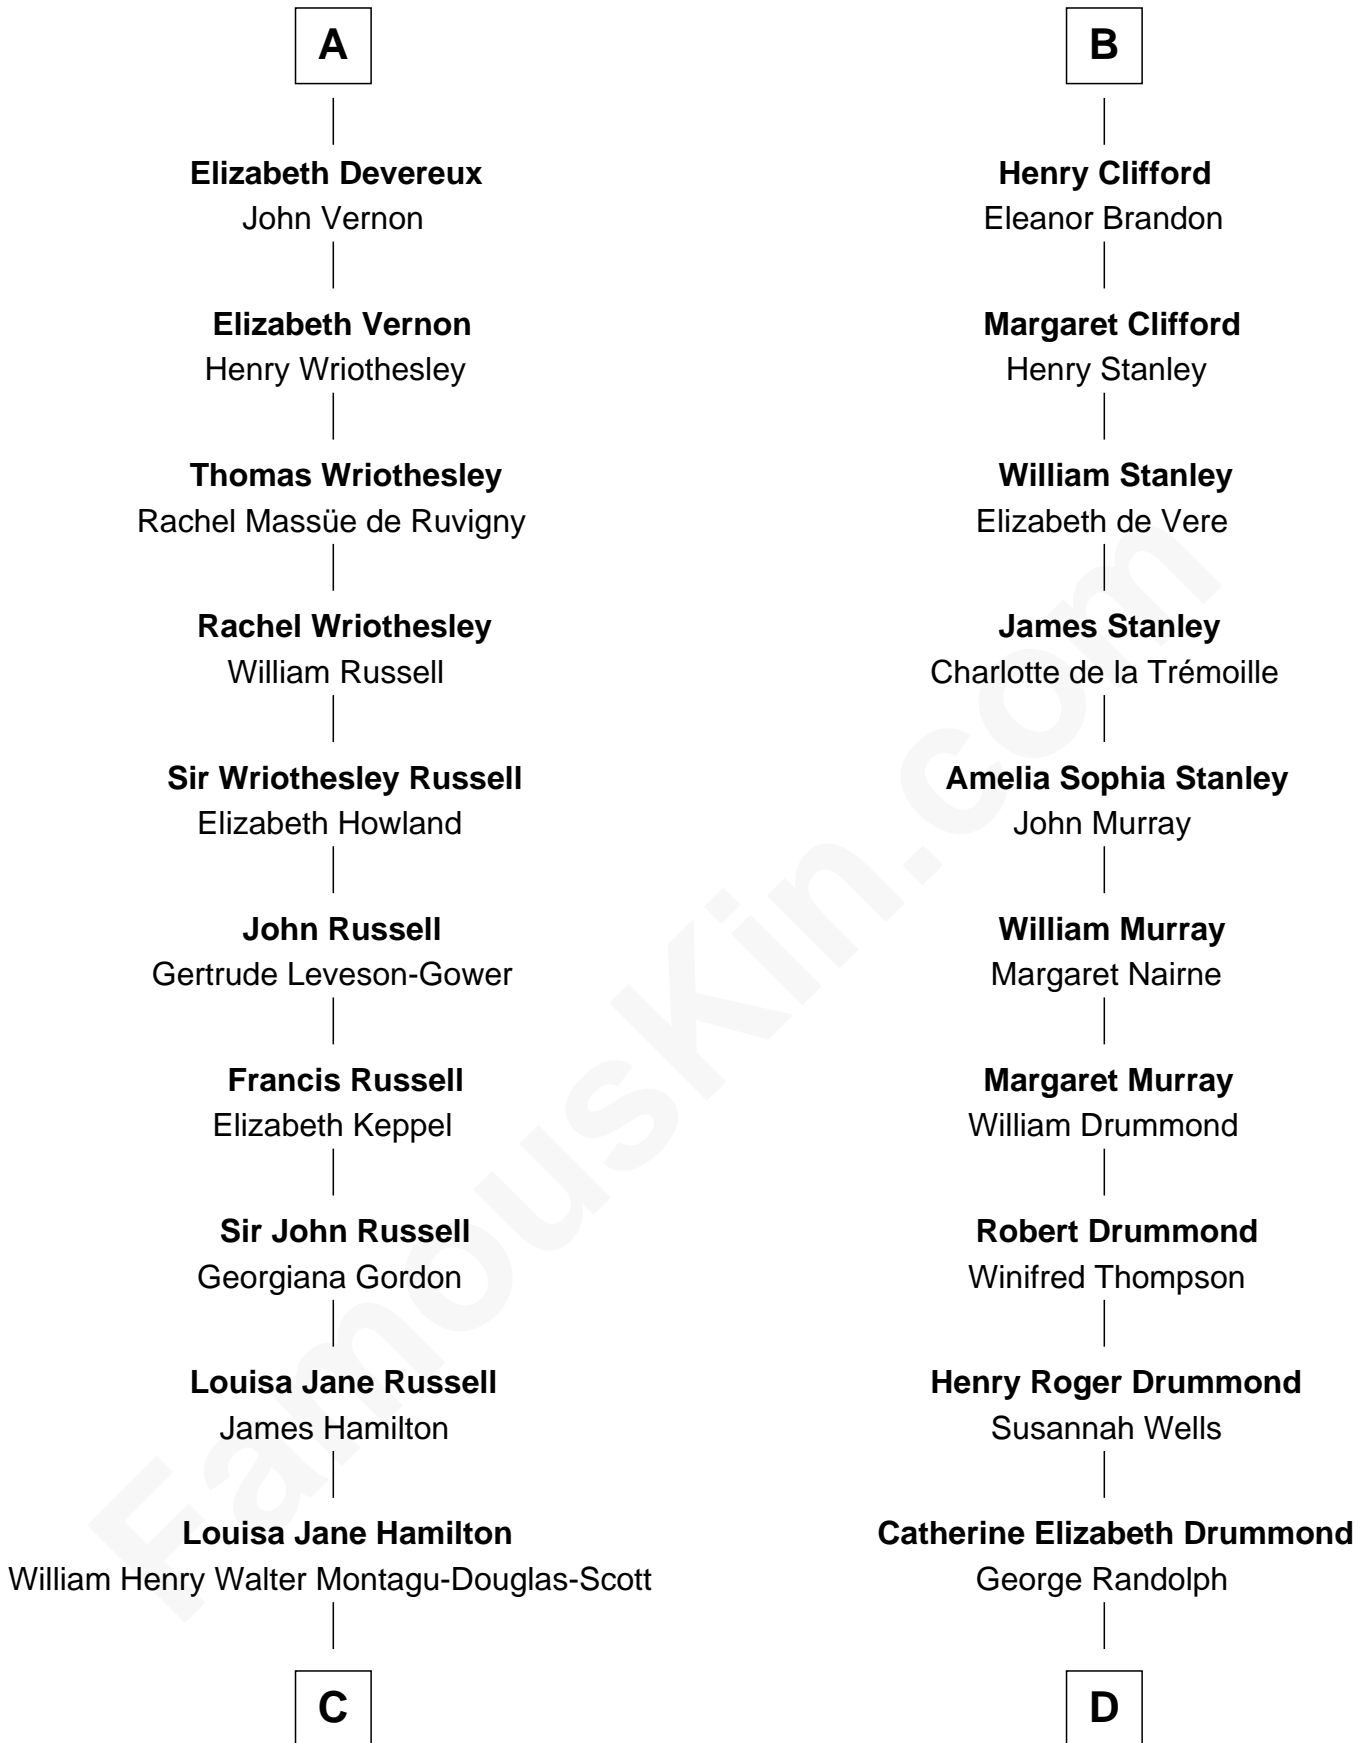 A
Elizabeth Devereux
John Vernon
Elizabeth Vernon
Henry Wriothesley
Thomas Wriothesley
Rachel Massüe de Ruvigny
Rachel Wriothesley
William Russell
Sir Wriothesley Russell
Elizabeth Howland
John Russell
Gertrude Leveson-Gower
Francis Russell
Elizabeth Keppel
Sir John Russell
Georgiana Gordon
Louisa Jane Russell
James Hamilton
Louisa Jane Hamilton
William Henry Walter Montagu-Douglas-Scott
C
B
Henry Clifford
Eleanor Brandon
Margaret Clifford
Henry Stanley
William Stanley
Elizabeth de Vere
James Stanley
Charlotte de la Trémoille
Amelia Sophia Stanley
John Murray
William Murray
Margaret Nairne
Margaret Murray
William Drummond
Robert Drummond
Winifred Thompson
Henry Roger Drummond
Susannah Wells
Catherine Elizabeth Drummond
George Randolph
D
FamousKin.com